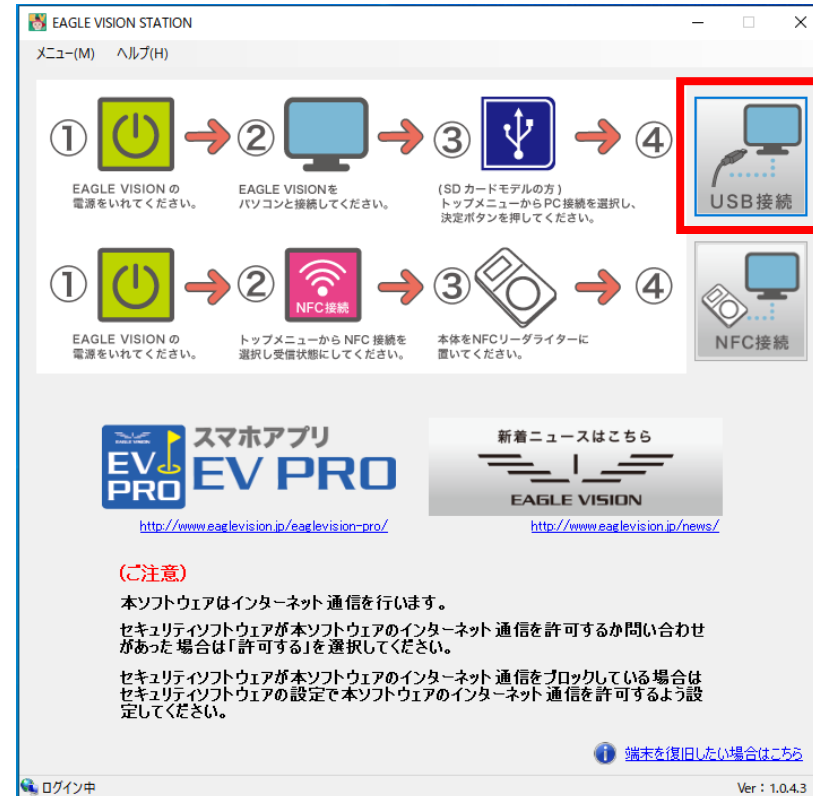 EAGLE VISION STATION
メニュー(M) ヘルプ(H)
① ② ③ ④
EAGLE VISION の
電源をいれてください。
EAGLE VISIONを
パソコンと接続してください。
(SD カードモデルの方)
トップメニューからPC接続を選択し、
決定ボタンを押してください。
USB接続
① ② ③ ④
NFC接続
EAGLE VISION の
電源をいれてください。
トップメニューから NFC 接続を
選択し受信状態にしてください。
本体をNFCリーダライターに
置いてください。
NFC接続
EAGLE VISION
EV
PRO
スマホアプリ
EV PRO
http://www.eaglevision.jp/eaglevision-pro/
新着ニュースはこちら
EAGLE VISION
http://www.eaglevision.jp/news/
(ご注意)
本ソフトウェアはインターネット通信を行います。
セキュリティソフトウェアが本ソフトウェアのインターネット通信を許可するか問い合わせ
があった場合は「許可する」を選択してください。
セキュリティソフトウェアが本ソフトウェアのインターネット通信をブロックしている場合は
セキュリティソフトウェアの設定で本ソフトウェアのインターネット通信を許可するよう設
定してください。
端末を復旧したい場合はこちら
ログイン中
Ver：1.0.4.3